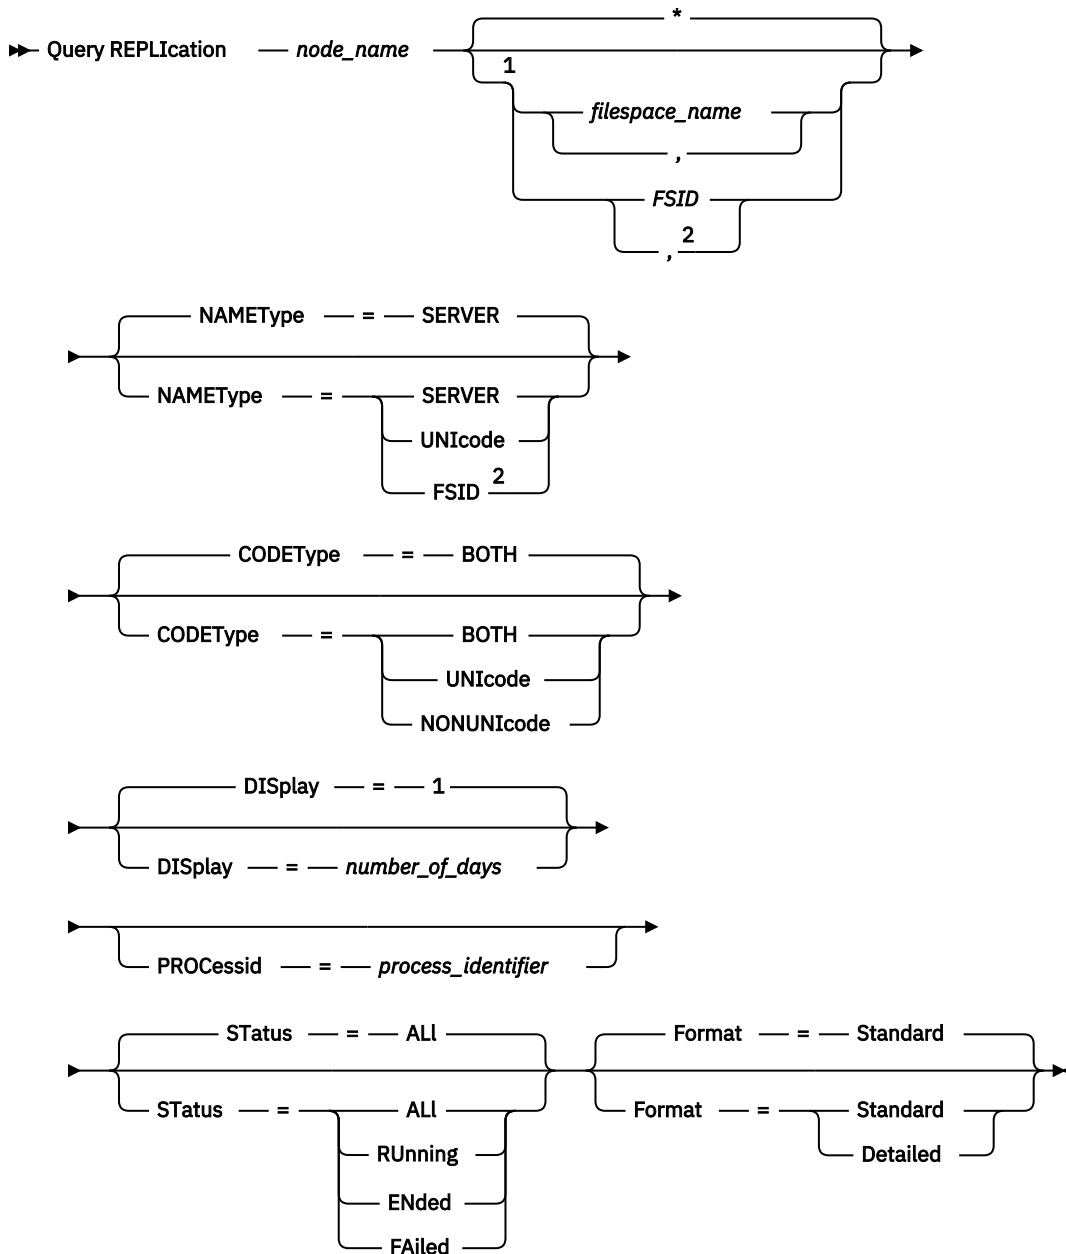 *
Query REPLIcation node_name
1
filespace_name
,
FSID
2
,
NAMEType = SERVER
NAMEType = SERVER
UNIcode
FSID 2
CODEType = BOTH
CODEType = BOTH
UNIcode
NONUNIcode
DISplay = 1
DISplay = number_of_days
PROCessid = process_identifier
STatus = ALl Format = Standard
STatus = ALl Format = Standard
RUnning Detailed
ENded
FAiled